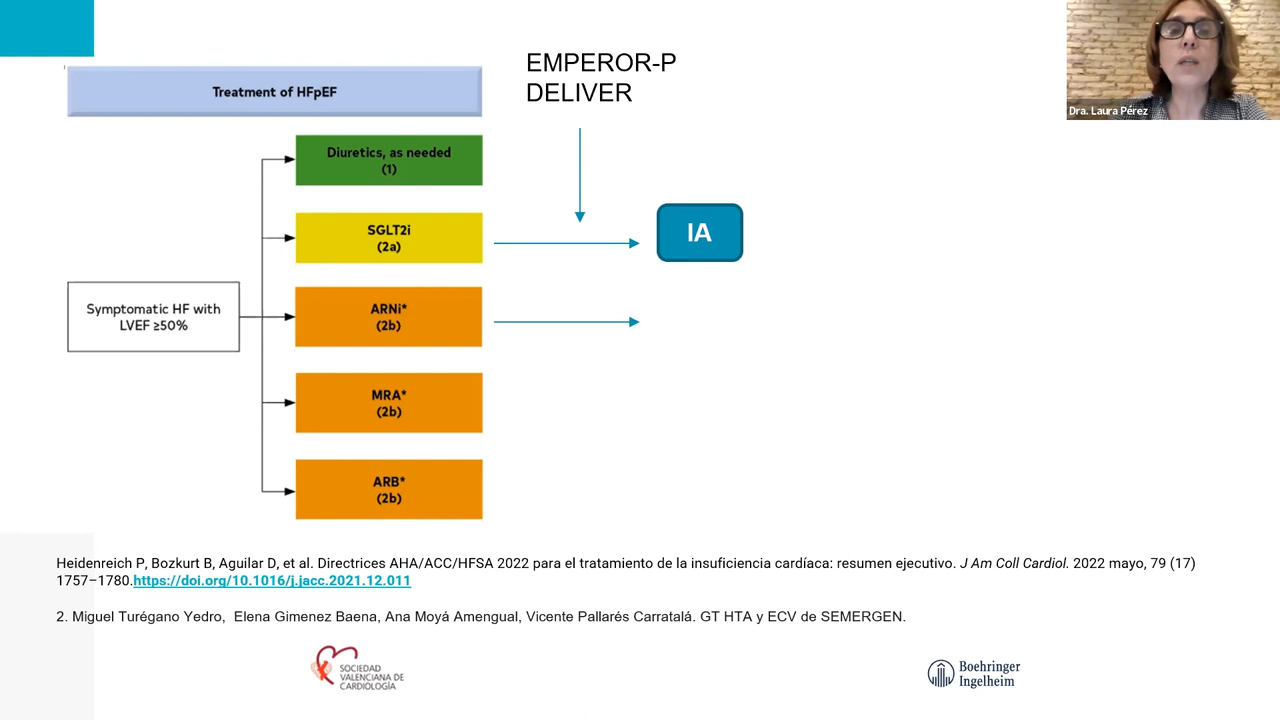 EMPEROR-P
DELIVER
Dra. Laura Pérez
Treatment of HFpEF
Diuretics, as needed
(1)
SGLT2i
(2a)
IA
Symptomatic HF with
LVEF ≥50%
ARNi*
(2b)
MRA*
(2b)
ARB*
(2b)
Heidenreich P, Bozkurt B, Aguilar D, et al. Directrices AHA/ACC/HFSA 2022 para el tratamiento de la insuficiencia cardíaca: resumen ejecutivo. J Am Coll Cardiol. 2022 mayo, 79 (17)
1757–1780.https://doi.org/10.1016/j.jacc.2021.12.011
2. Miguel Turégano Yedro, Elena Gimenez Baena, Ana Moyá Amengual, Vicente Pallarés Carratalá. GT HTA y ECV de SEMERGEN.
SOCIEDAD
VALENCIANA DE
CARDIOLOGÍA
Boehringer
Ingelheim